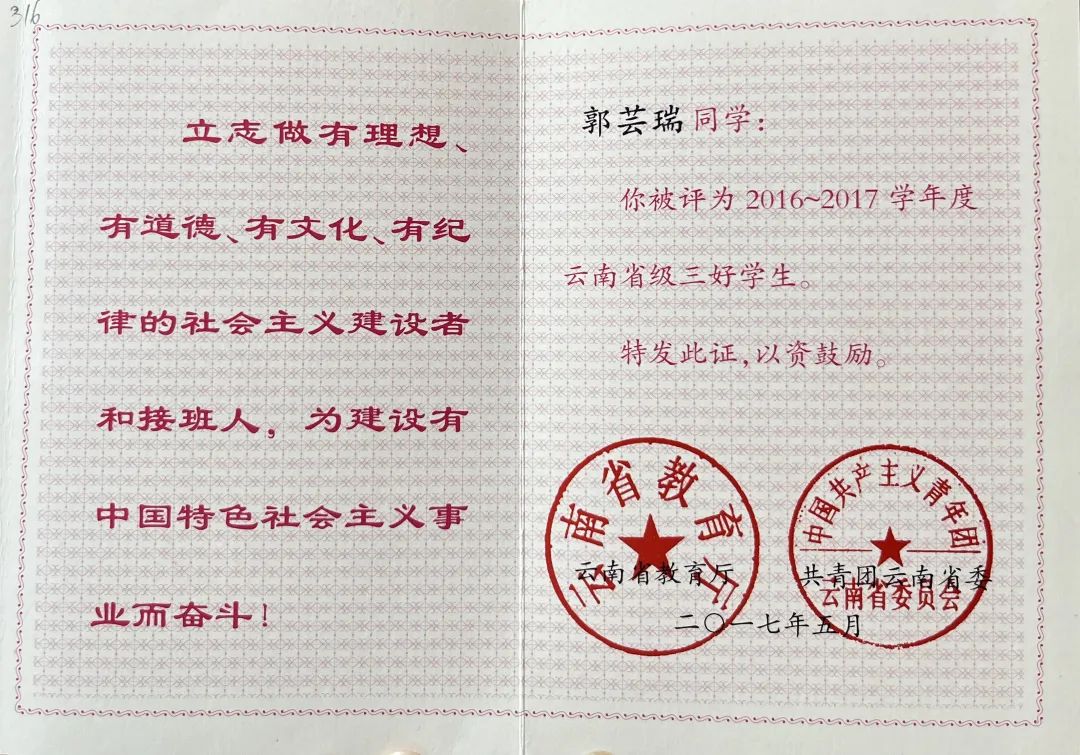 316
立志做有理想、
有道德、有文化、有纪
律的社会主义建设者
和接班人，为建设有
中国特色社会主义事
业而奋斗！
郭芸瑞同学：
你被评为2016~2017学年度
云南省级三好学生。
特发此证，以资鼓励。
云南省教育厅
中国共产主义青年团
云南省委员会
云南省教育厅
共青团云南省委
二〇一七年五月